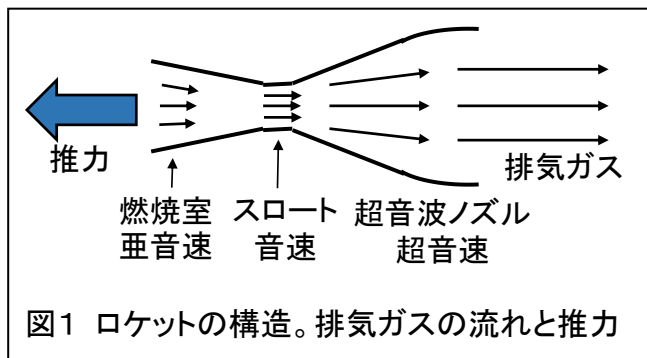 推力
排気ガス
燃焼室
亜音速
スロート
音速
超音波ノズル
超音速
図1 ロケットの構造。排気ガスの流れと推力